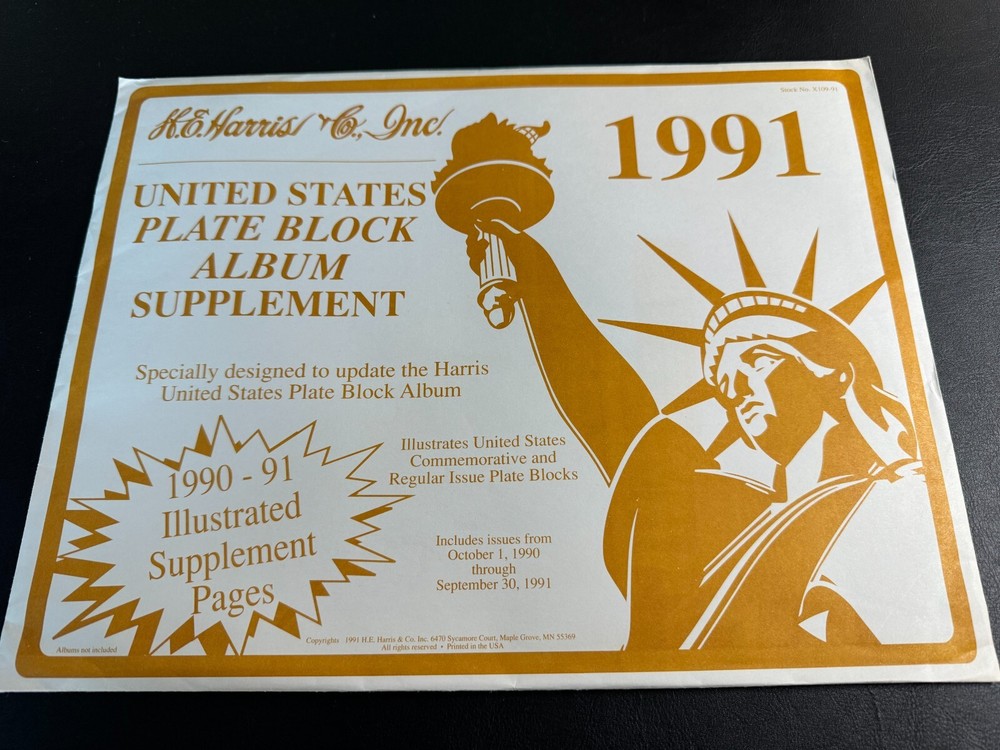 Stock No. X109-91
H.E. Harris & Co., Inc.
1991
UNITED STATES
PLATE BLOCK
ALBUM
SUPPLEMENT
Specially designed to update the Harris
United States Plate Block Album
1990 - 91
Illustrated
Supplement
Pages
Illustrates United States
Commemorative and
Regular Issue Plate Blocks
Includes issues from
October 1, 1990
through
September 30, 1991
Albums not included
Copyrights 1991 H.E. Harris & Co. Inc. 6470 Sycamore Court, Maple Grove, MN 55369
All rights reserved • Printed in the USA